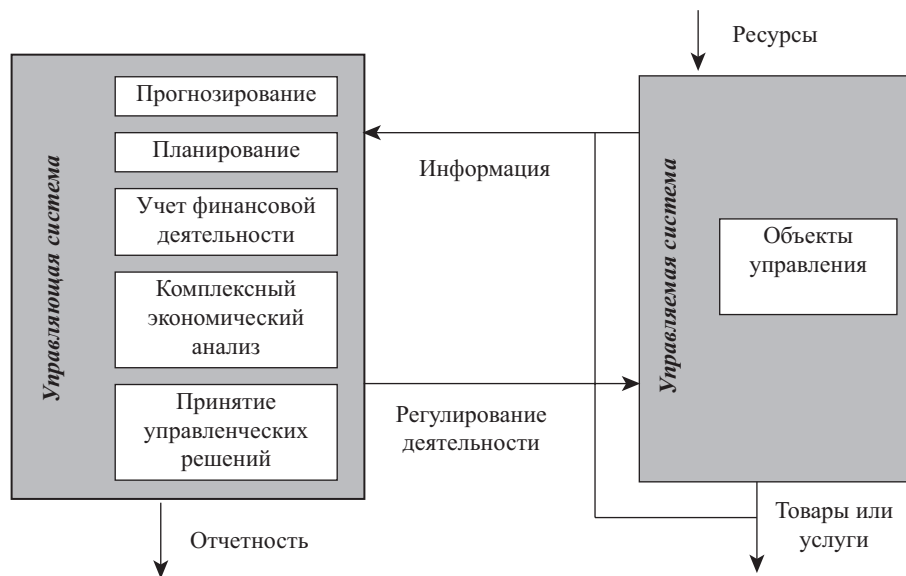 Ресурсы
Управляющая система
Прогнозирование
Планирование
Учет финансовой
деятельности
Комплексный
экономический
анализ
Принятие
управленческих
решений
Информация
Регулирование
деятельности
Управляемая система
Объекты
управления
Отчетность
Товары или
услуги